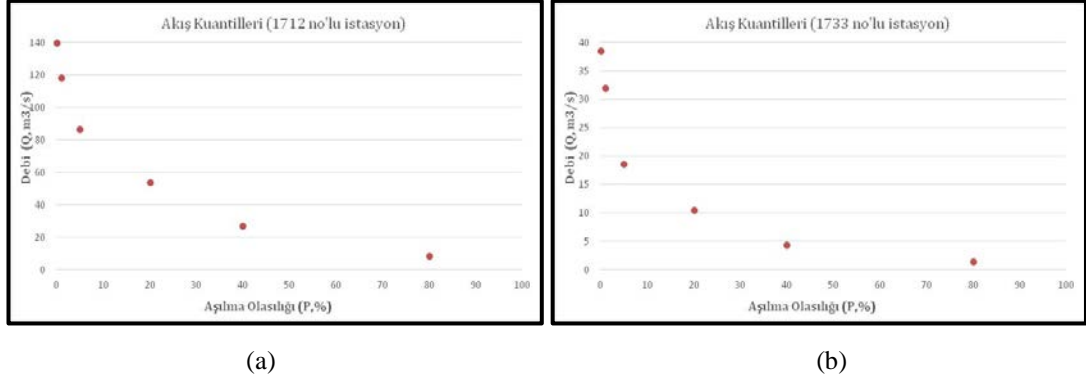 Akış Kuantilleri (1712 no'lu istasyon)
140
120
100
80
60
40
20
0
Debi (Q, m3/s)
0 10 20 30 40 50 60 70 80 90 100
Aşılma Olasılığı (P,%)
(a)
Akış Kuantilleri (1733 no'lu istasyon)
40
35
30
25
20
15
10
5
0
Debi (Q, m3/s)
0 10 20 30 40 50 60 70 80 90 100
Aşılma Olasılığı (P,%)
(b)